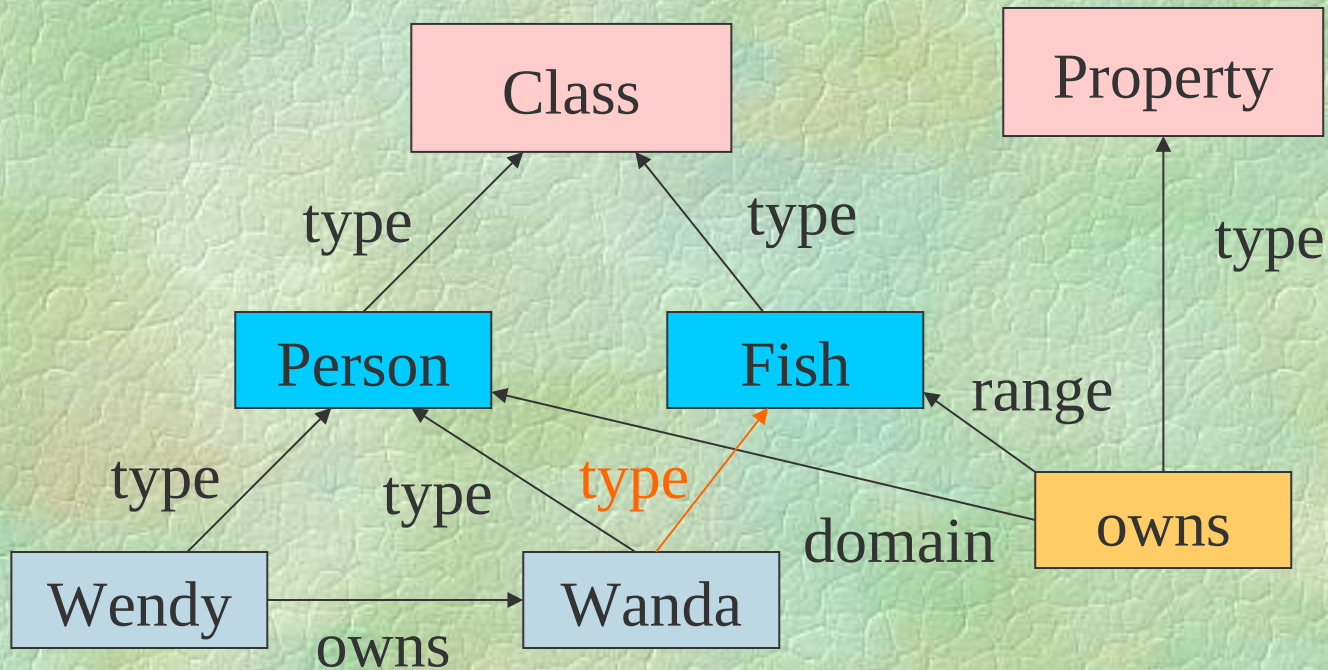 Class
Property
type
type
type
Person
Fish
range
type
type
type
owns
domain
Wendy
Wanda
owns